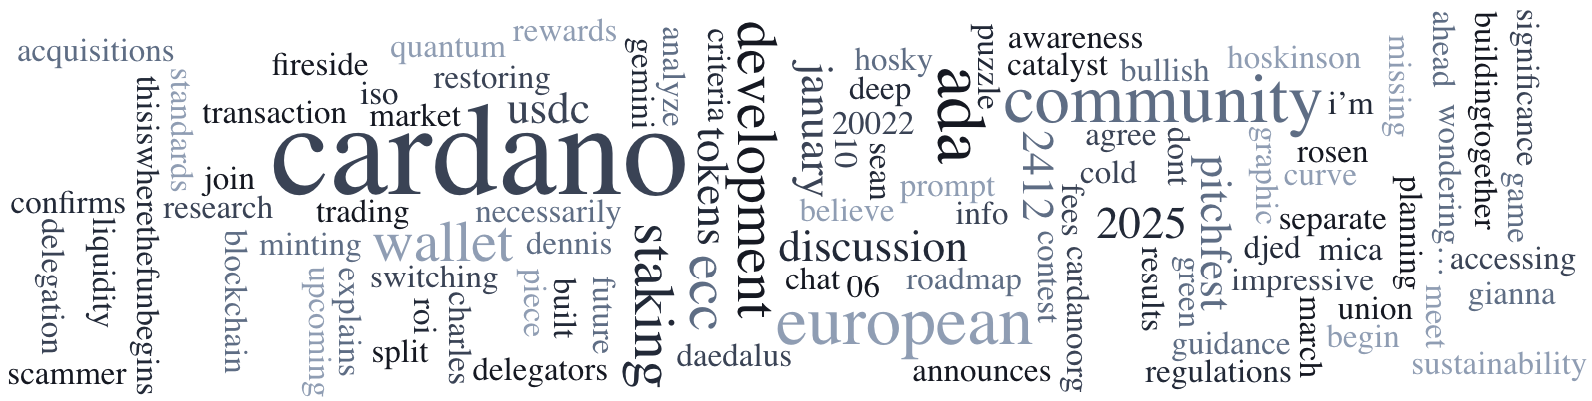 acquisitions
thisiswherethefunbegins
standards
fireside
quantum
rewards
restoring
iso
transaction
market
usdc
gemini
analyze
criteria
development
january
hosky
deep
20022
10
sean
puzzle
ada
awareness
catalyst
bullish
hoskinson
missing
ahead
buildingtogether
significance
cardano
tokens
community
i'm
2412
agree
dont
graphic
rosen
curve
cold
wondering...
game
join
confirms
research
delegation
liquidity
blockchain
trading
necessarily
minting
wallet
dennis
staking
ecc
prompt
believe
info
discussion
chat
06
roadmap
fees
cardanoorg
contest
2025
pitchfest
separate
djed
mica
planning
impressive
accessing
gianna
meet
results
green
union
march
begin
guidance
regulations
sustainability
scammer
upcoming
explains
switching
roi
split
charles
piece
built
future
delegators
daedalus
european
announces